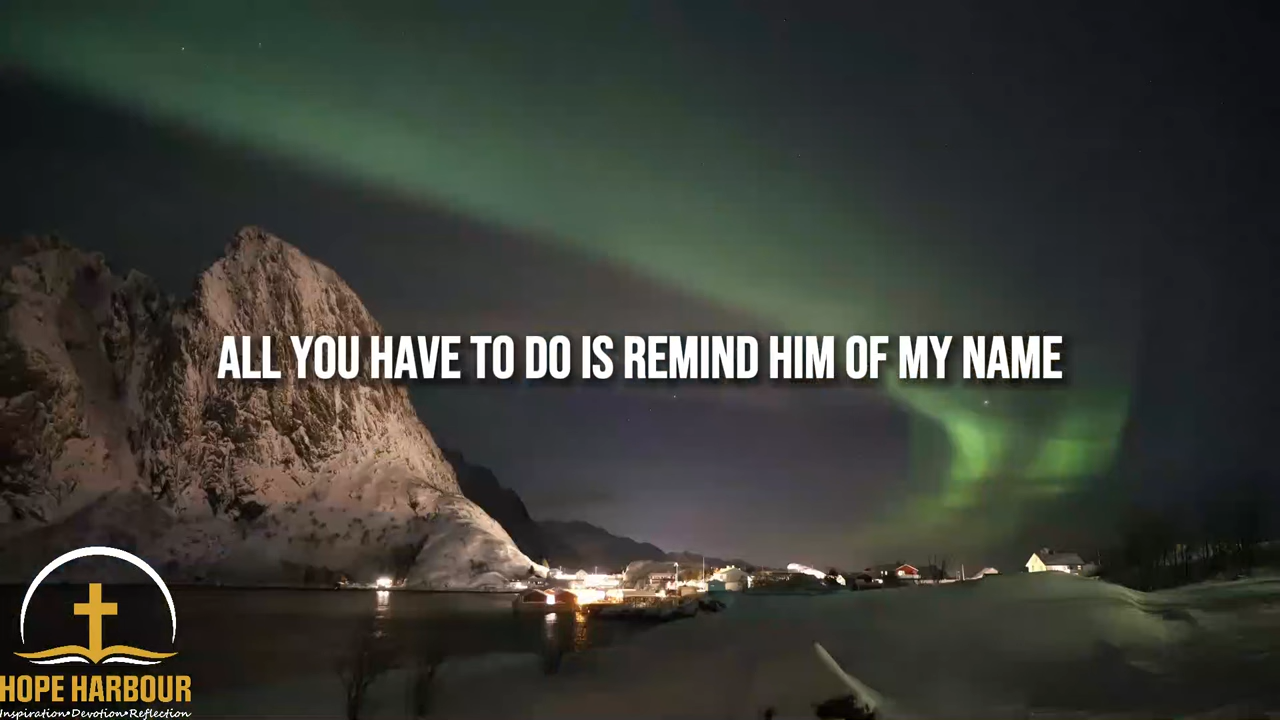 ALL YOU HAVE TO DO IS REMIND HIM OF MY NAME
HOPE HARBOUR
Inspiration•Devotion•Reflection